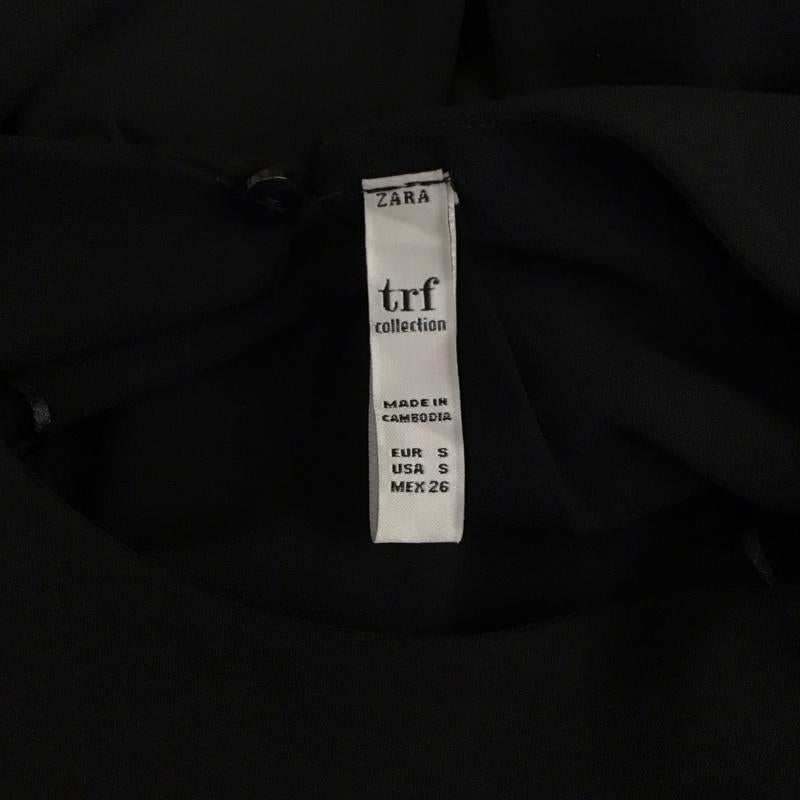 ZARA
trf
collection
MADE IN
CAMBODIA
EUR S
USA S
MEX 26